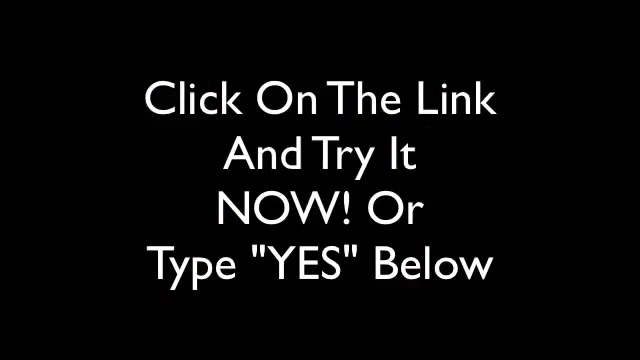 Click On The Link
And Try It
NOW! Or
Type "YES" Below